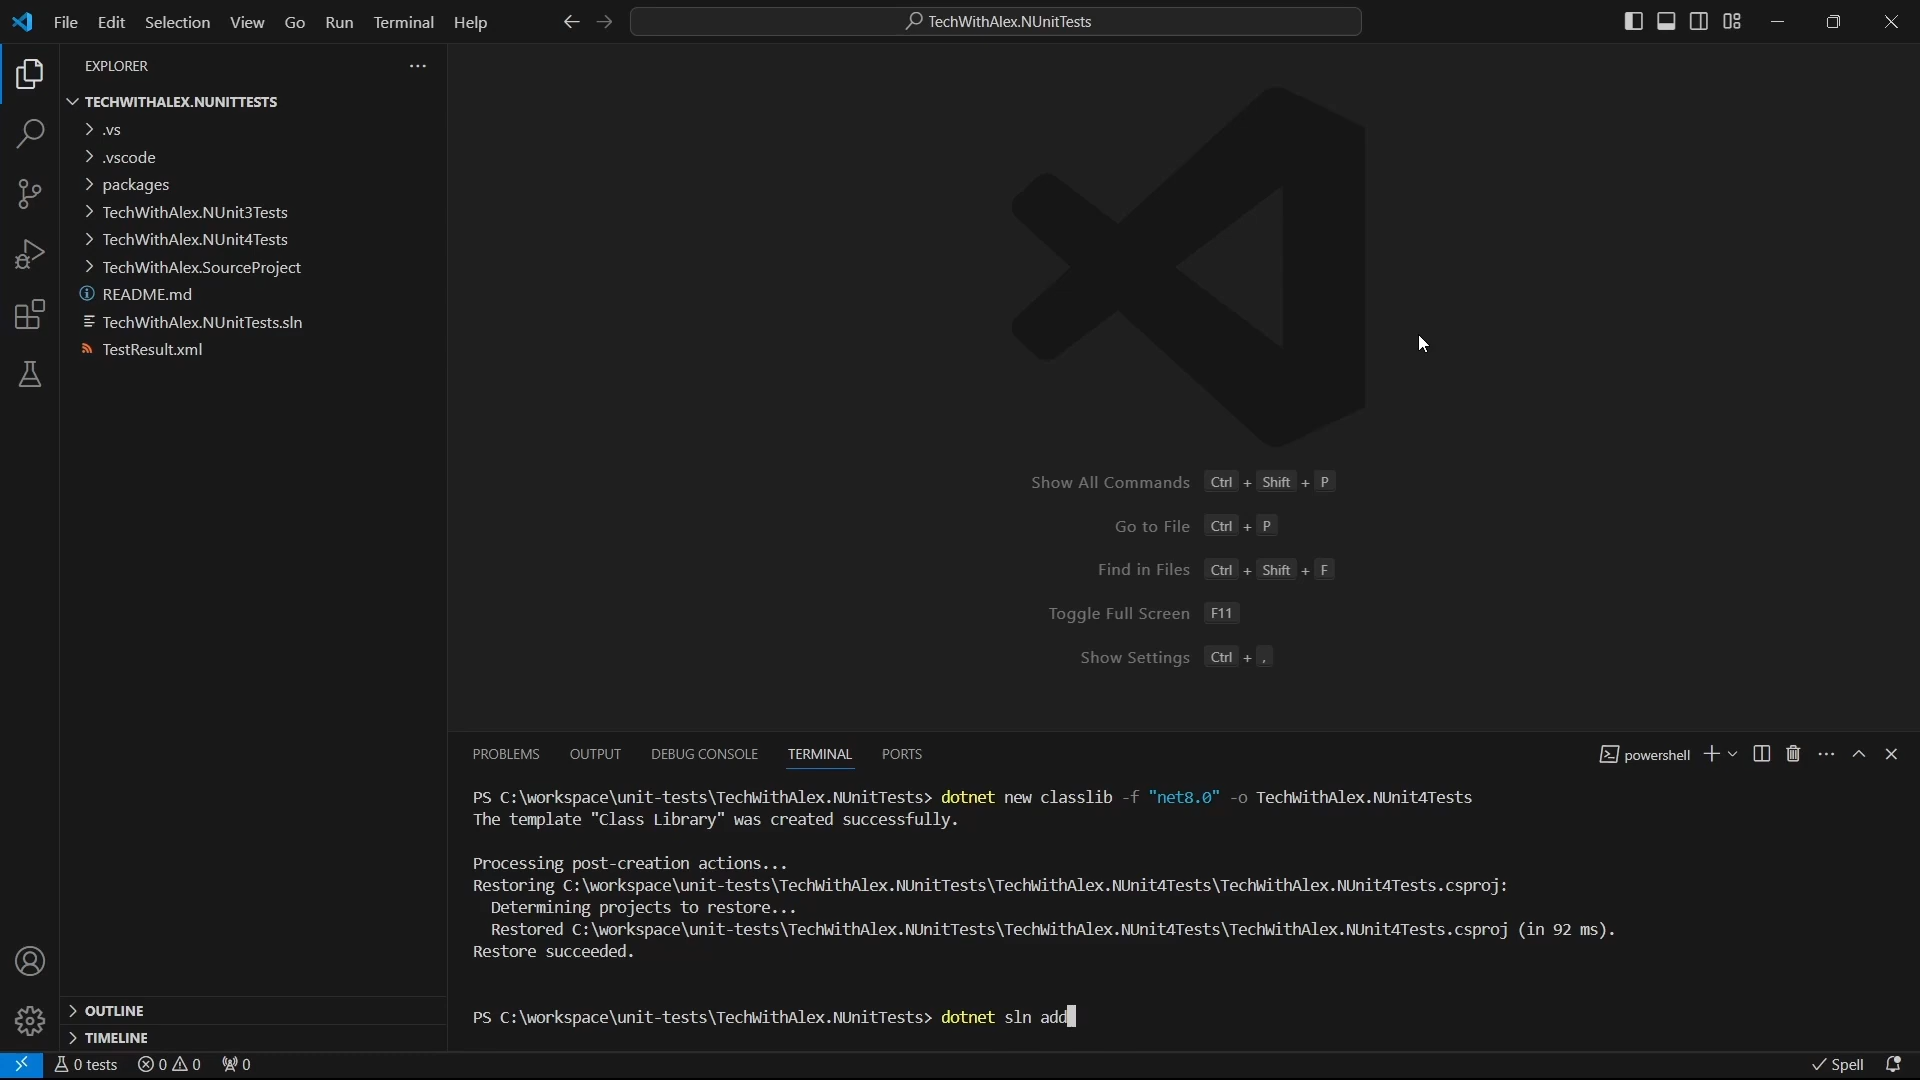 File Edit Selection View Go Run Terminal Help
TechWithAlex.NUnitTests
EXPLORER
TECHWITHALEX.NUNITTESTS
.vs
.vscode
packages
TechWithAlex.NUnit3Tests
TechWithAlex.NUnit4Tests
TechWithAlex.SourceProject
README.md
TechWithAlex.NUnitTests.sln
TestResult.xml
Show All Commands Ctrl + Shift + P
Go to File Ctrl + P
Find in Files Ctrl + Shift + F
Toggle Full Screen F11
Show Settings Ctrl + ,
PROBLEMS OUTPUT DEBUG CONSOLE TERMINAL PORTS
powershell
PS C:\workspace\unit-tests\TechWithAlex.NUnitTests> dotnet new classlib -f "net8.0" -o TechWithAlex.NUnit4Tests
The template "Class Library" was created successfully.
Processing post-creation actions...
Restoring C:\workspace\unit-tests\TechWithAlex.NUnitTests\TechWithAlex.NUnit4Tests\TechWithAlex.NUnit4Tests.csproj:
Determining projects to restore...
Restored C:\workspace\unit-tests\TechWithAlex.NUnitTests\TechWithAlex.NUnit4Tests\TechWithAlex.NUnit4Tests.csproj (in 92 ms).
Restore succeeded.
PS C:\workspace\unit-tests\TechWithAlex.NUnitTests> dotnet sln add
OUTLINE
TIMELINE
0 tests 0 0 0
Spell